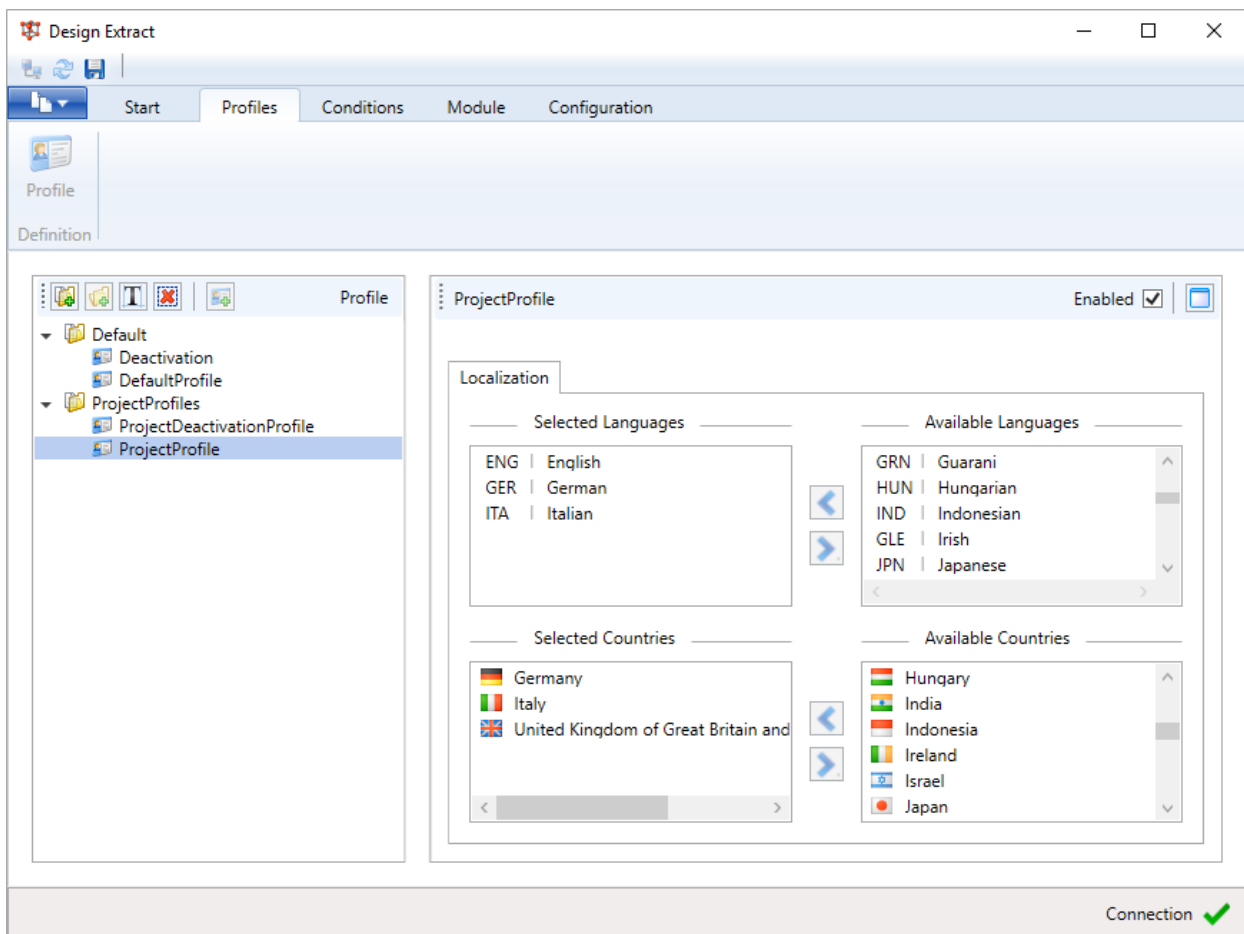 Design Extract
Start Profiles Conditions Module Configuration
Profile
Definition
Profile
Default
Deactivation
DefaultProfile
ProjectProfiles
ProjectDeactivationProfile
ProjectProfile
ProjectProfile Enabled
Localization
Selected Languages
ENG | English
GER | German
ITA | Italian
Available Languages
GRN | Guarani
HUN | Hungarian
IND | Indonesian
GLE | Irish
JPN | Japanese
Selected Countries
Germany
Italy
United Kingdom of Great Britain and
Available Countries
Hungary
India
Indonesia
Ireland
Israel
Japan
Connection